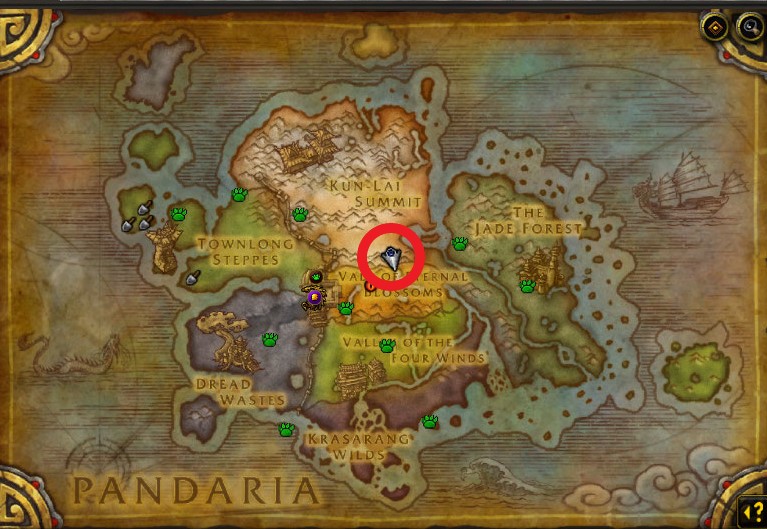 KUN-LAI
SUMMIT
THE
JADE FOREST
TOWNLONG
STEPPES
VALE OF ETERNAL
BLOSSOMS
VALLEY OF THE
FOUR WINDS
DREAD
WASTES
KRASARANG
WILDS
PANDARIA
?